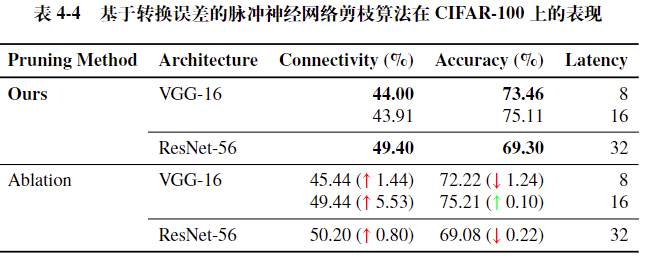 表 4-4 基于转换误差的脉冲神经网络剪枝算法在 CIFAR-100 上的表现
Pruning Method Architecture Connectivity (%) Accuracy (%) Latency
Ours VGG-16 44.00 73.46 8
43.91 75.11 16
ResNet-56 49.40 69.30 32
Ablation VGG-16 45.44 (↑ 1.44) 72.22 (↓ 1.24) 8
49.44 (↑ 5.53) 75.21 (↑ 0.10) 16
ResNet-56 50.20 (↑ 0.80) 69.08 (↓ 0.22) 32